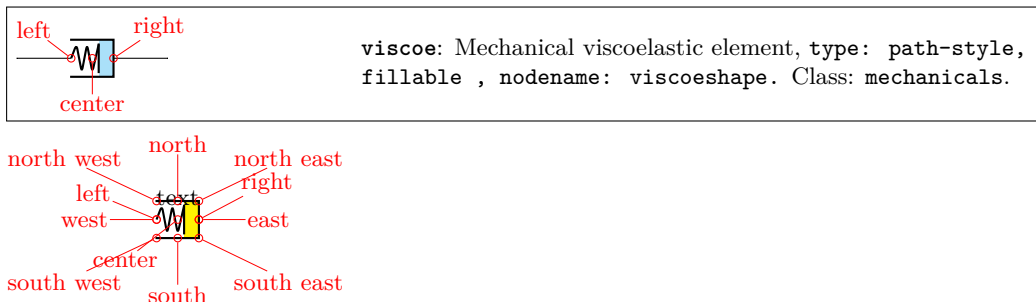 left
right
center
viscoe: Mechanical viscoelastic element, type: path-style,
fillable , nodename: viscoeshape. Class: mechanicals.
north
north west
north east
text
right
left
west
east
center
south west
south east
south